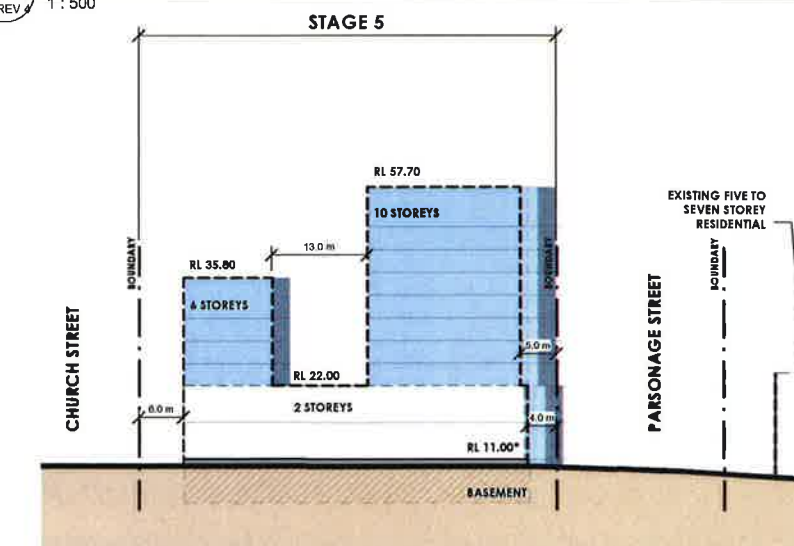 REV 4
1 : 500
STAGE 5
RL 57.70
10 STOREYS
EXISTING FIVE TO
SEVEN STOREY
RESIDENTIAL
BOUNDARY
13.0 m
RL 35.80
BOUNDARY
BOUNDARY
6 STOREYS
CHURCH STREET
PARSONAGE STREET
5.0 m
RL 22.00
6.0 m
2 STOREYS
4.0 m
RL 11.00*
BASEMENT